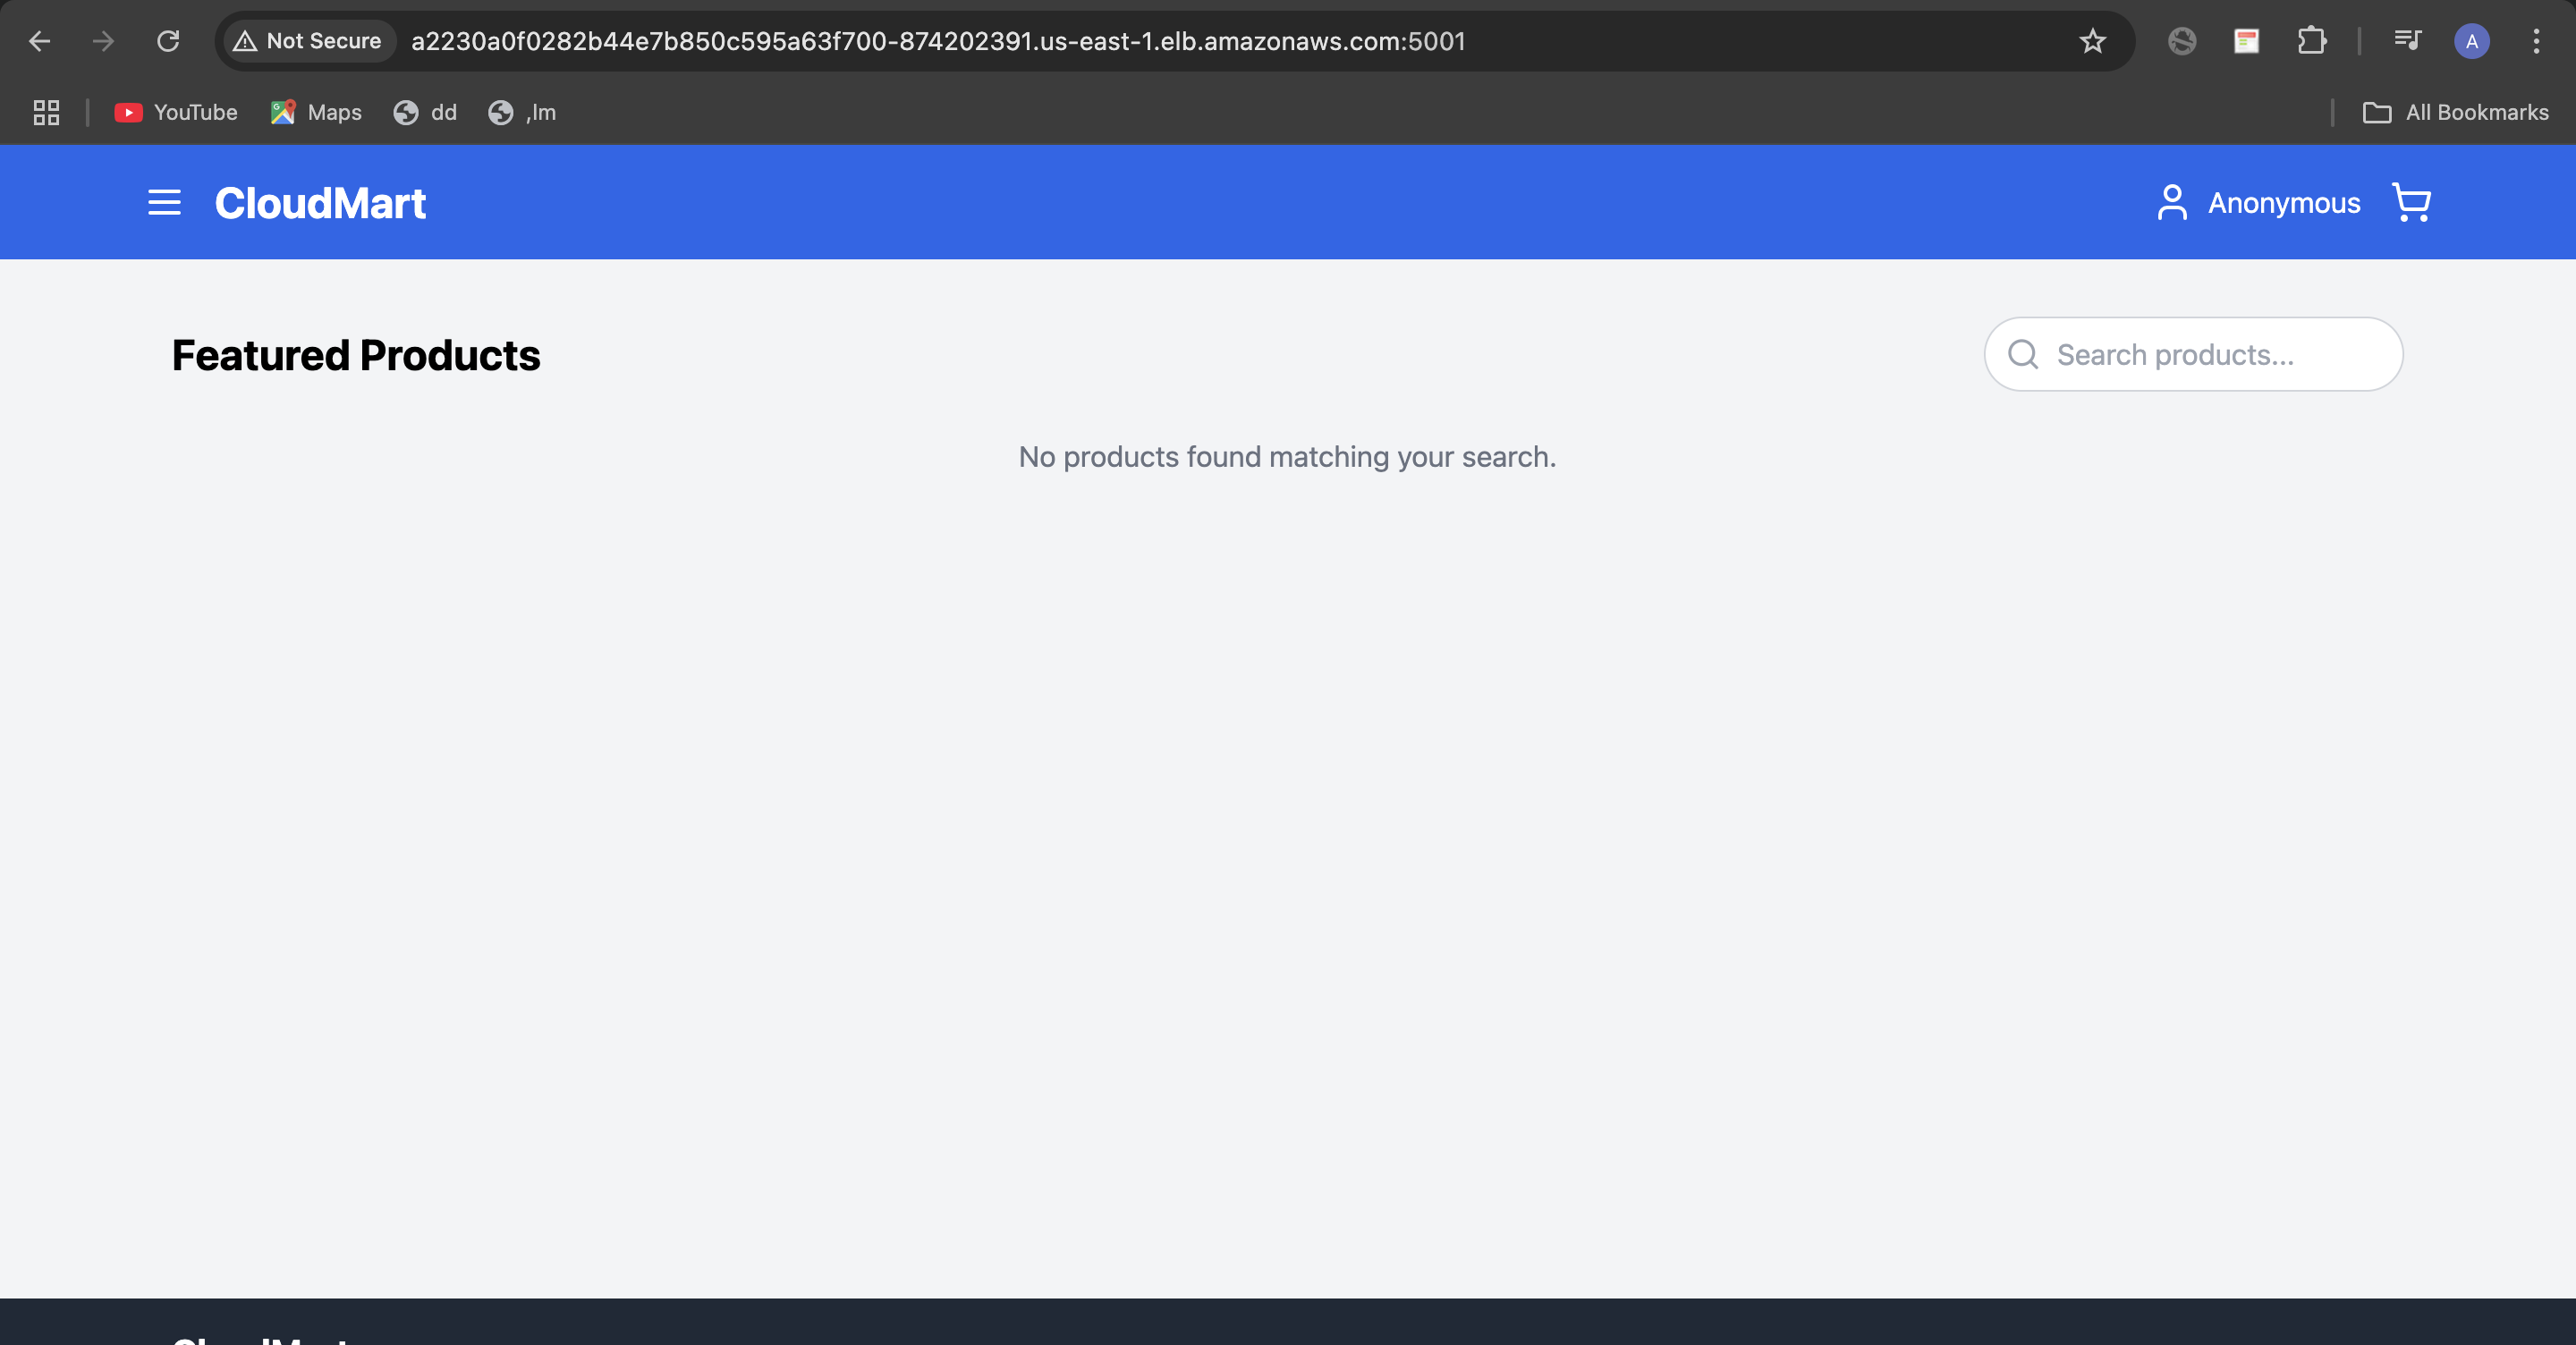 Not Secure a2230a0f0282b44e7b850c595a63f700-874202391.us-east-1.elb.amazonaws.com:5001 A
YouTube Maps dd ,lm All Bookmarks
CloudMart Anonymous
Featured Products Search products...
No products found matching your search.
CloudMart